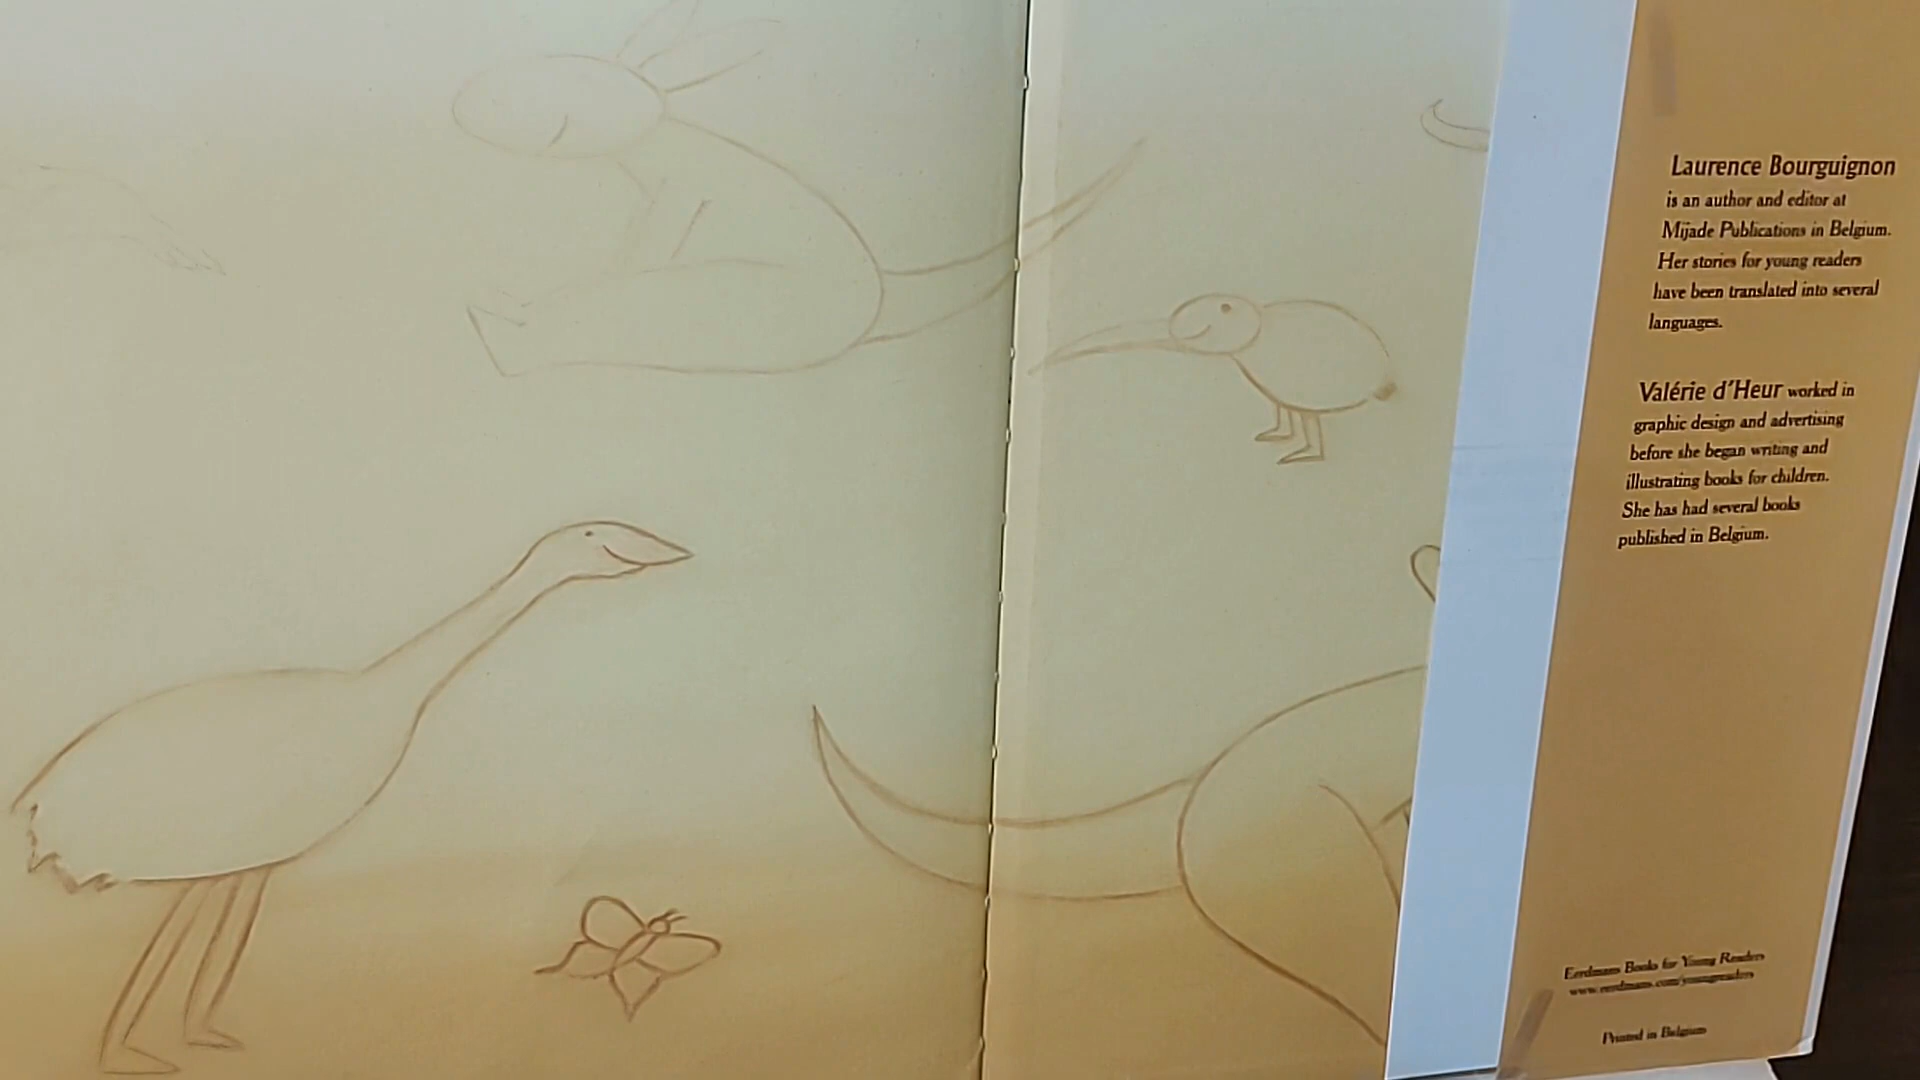 Laurence Bourguignon
is an author and editor at
Mijade Publications in Belgium.
Her stories for young readers
have been translated into several
languages.
Valérie d'Heur worked in
graphic design and advertising
before she began writing and
illustrating books for children.
She has had several books
published in Belgium.
Eerdmans Books for Young Readers
www.eerdmans.com/youngreaders
Printed in Belgium